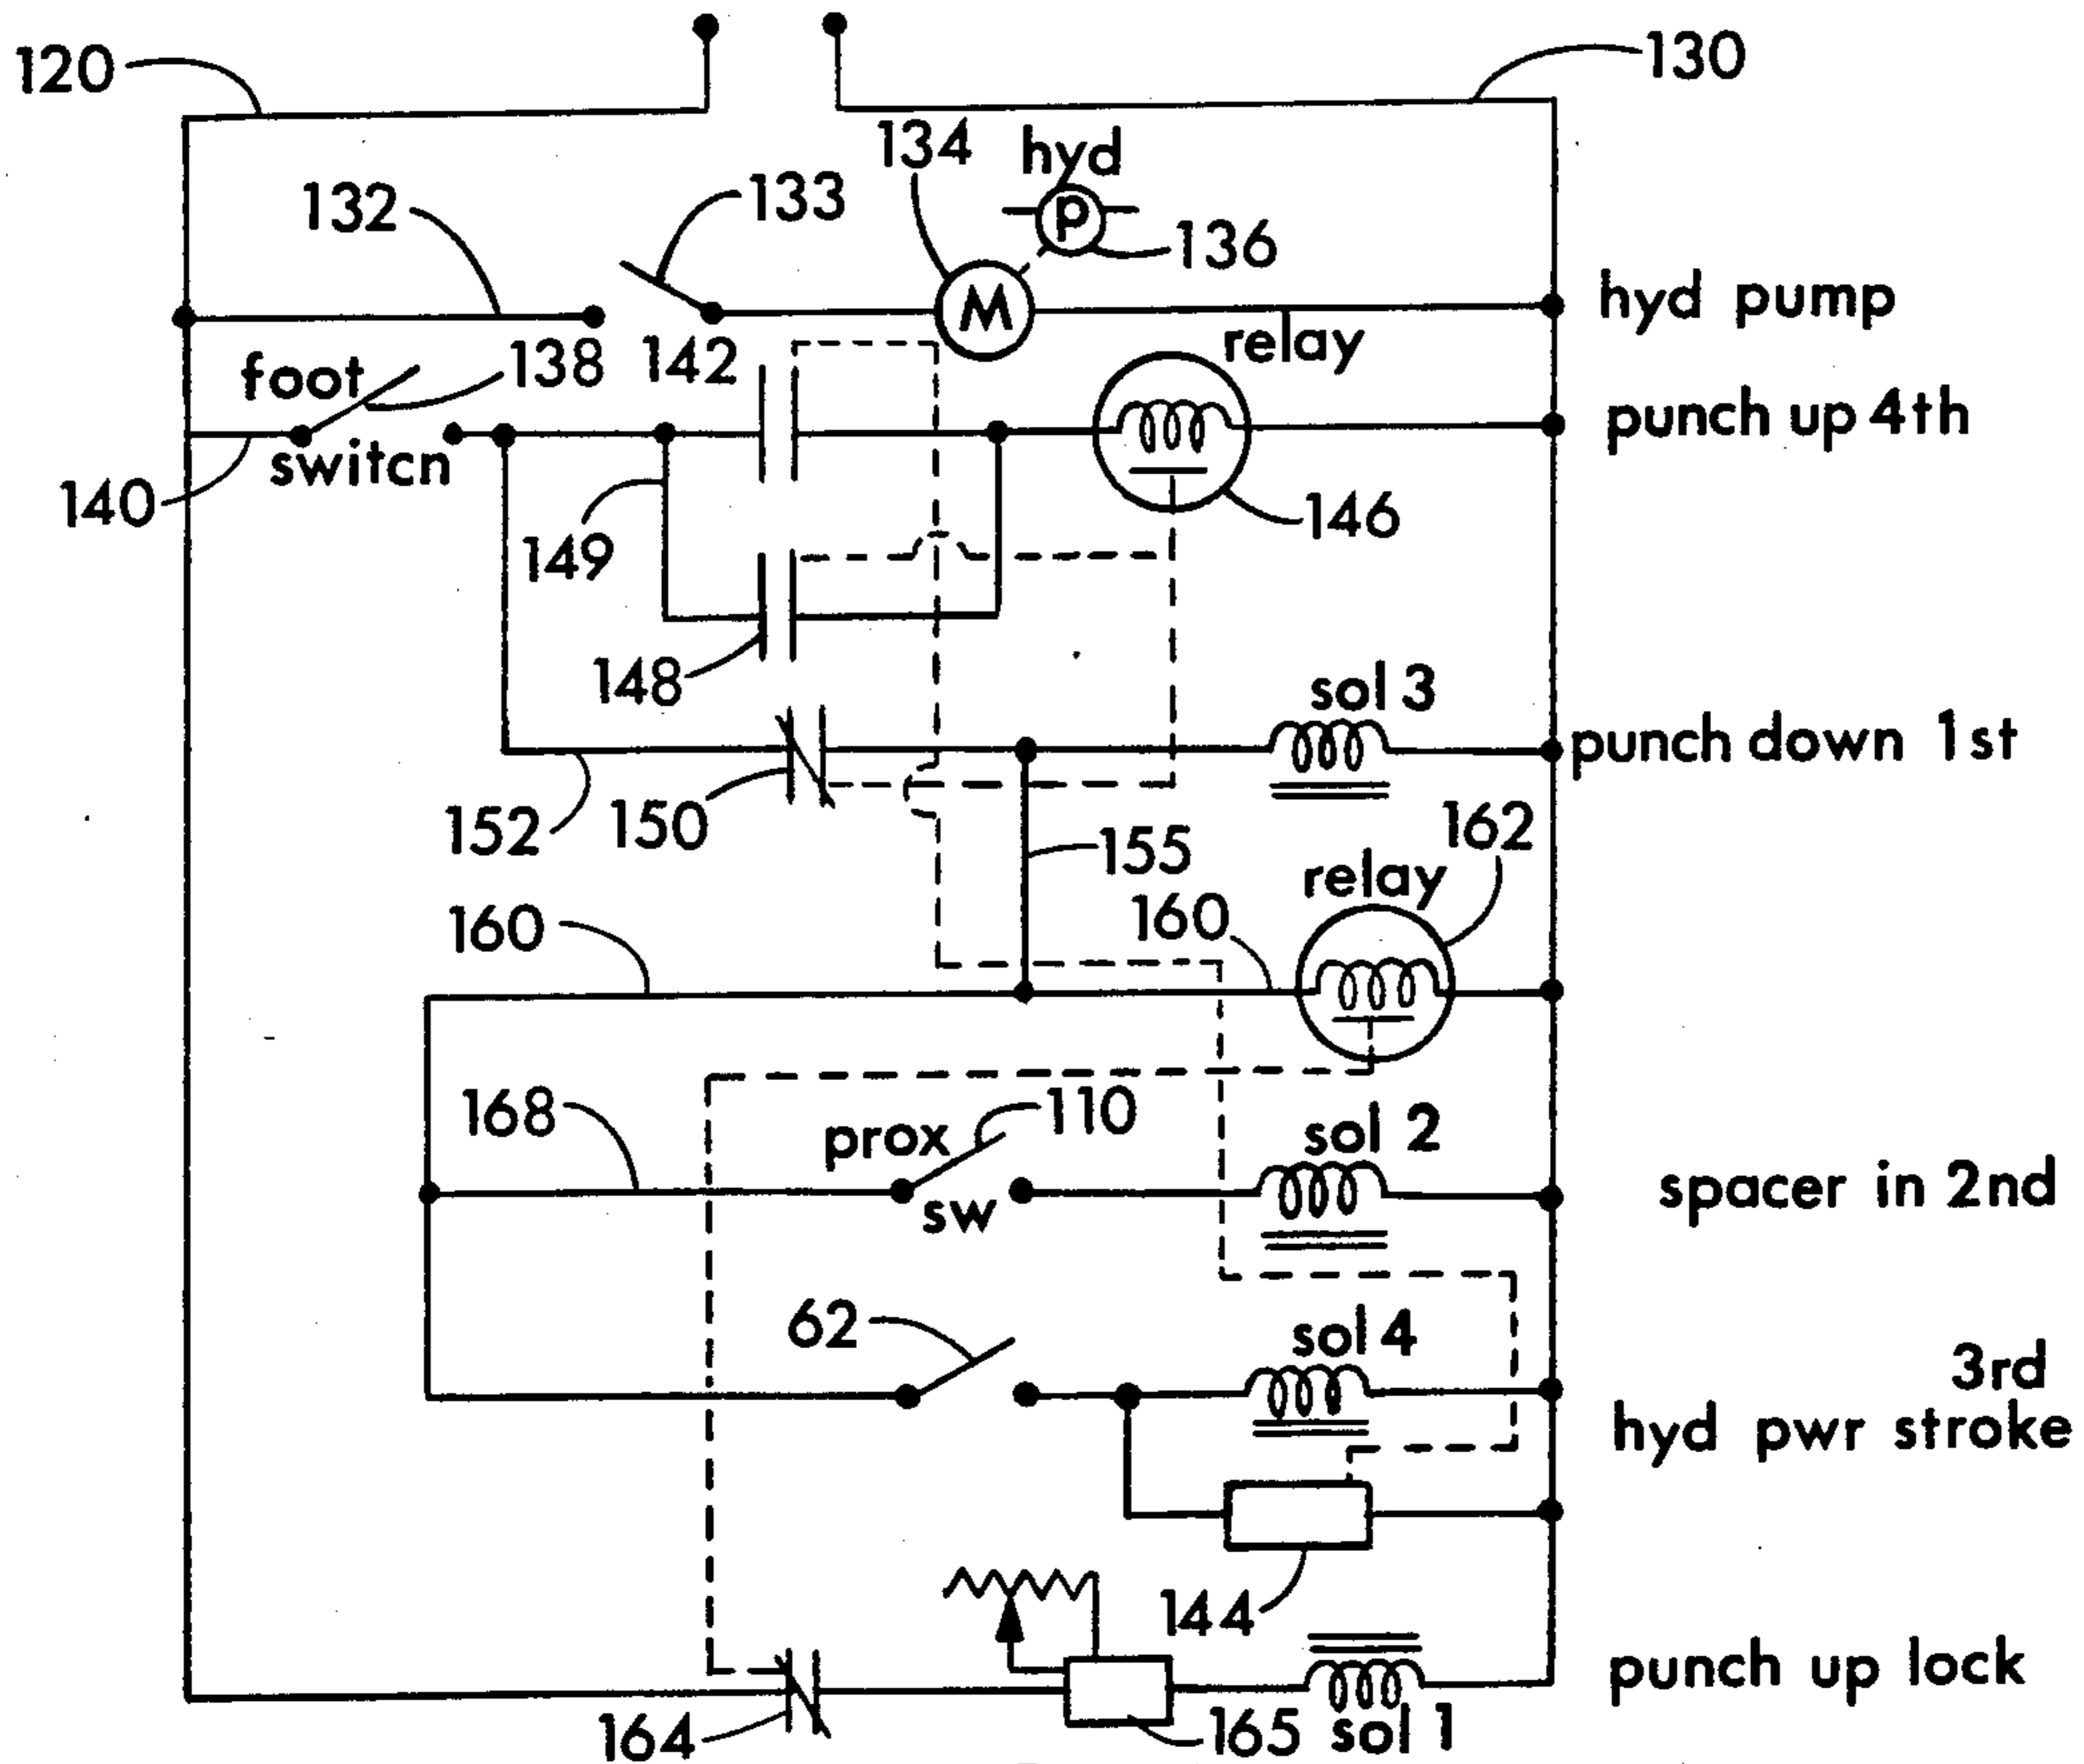 120
130
134
hyd
133
132
P
136
M
hyd pump
relay
foot
138
142
switcn
punch up 4th
140
149
146
148
sol 3
punch down 1st
152
150
162
155
relay
160
160
168
prox
110
sol 2
sw
spacer in 2nd
62
sol 4
3rd
hyd pwr stroke
144
punch up lock
164
165
sol 1